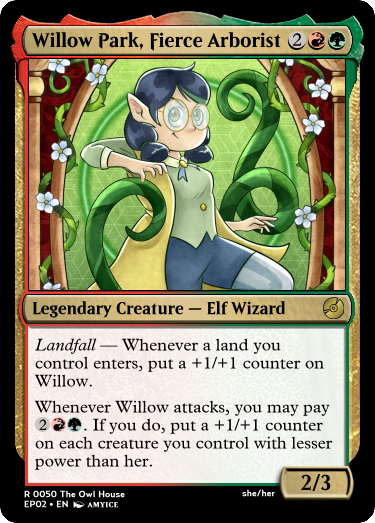 Willow Park, Fierce Arborist 2
Legendary Creature — Elf Wizard
Landfall — Whenever a land you
control enters, put a +1/+1 counter on
Willow.
Whenever Willow attacks, you may pay
2. If you do, put a +1/+1 counter
on each creature you control with lesser
power than her.
2/3
R 0050 The Owl House she/her
EP02 • EN AMYICE